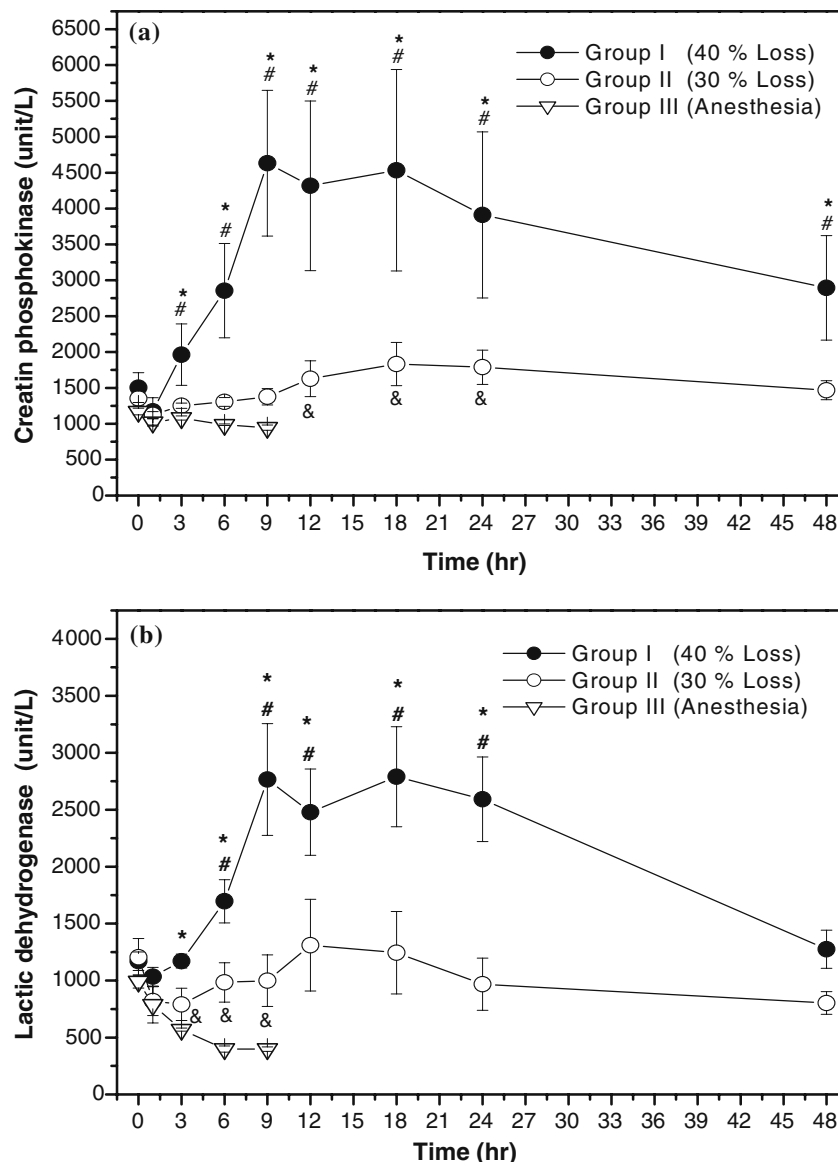 (a)
6500
6000
5500
5000
4500
4000
3500
3000
2500
2000
1500
1000
500
0
Creatin phosphokinase (unit/L)
Group I (40 % Loss)
Group II (30 % Loss)
Group III (Anesthesia)
* * * * * * *
# # # # # # #
& & &
0 3 6 9 12 15 18 21 24 27 30 33 36 39 42 45 48
Time (hr)
(b)
4000
3500
3000
2500
2000
1500
1000
500
0
Lactic dehydrogenase (unit/L)
Group I (40 % Loss)
Group II (30 % Loss)
Group III (Anesthesia)
* * * * * *
# # # # #
& & &
0 3 6 9 12 15 18 21 24 27 30 33 36 39 42 45 48
Time (hr)